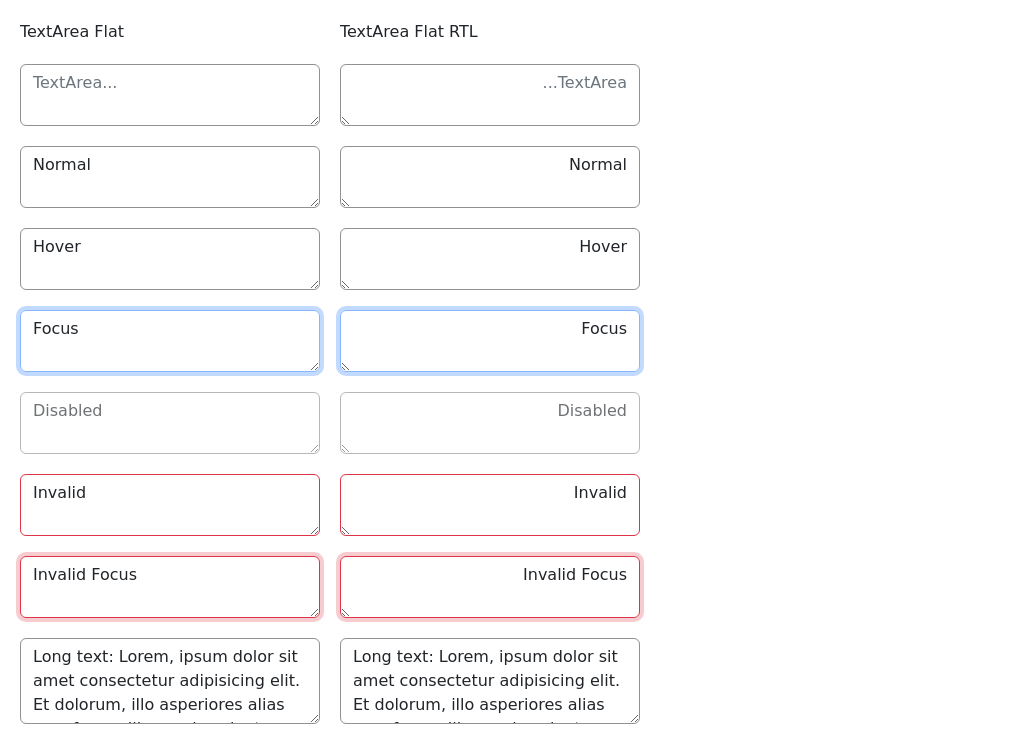 TextArea Flat
TextArea Flat RTL
TextArea...
...TextArea
Normal
Normal
Hover
Hover
Focus
Focus
Disabled
Disabled
Invalid
Invalid
Invalid Focus
Invalid Focus
Long text: Lorem, ipsum dolor sit
amet consectetur adipisicing elit.
Et dolorum, illo asperiores alias
Long text: Lorem, ipsum dolor sit
amet consectetur adipisicing elit.
Et dolorum, illo asperiores alias